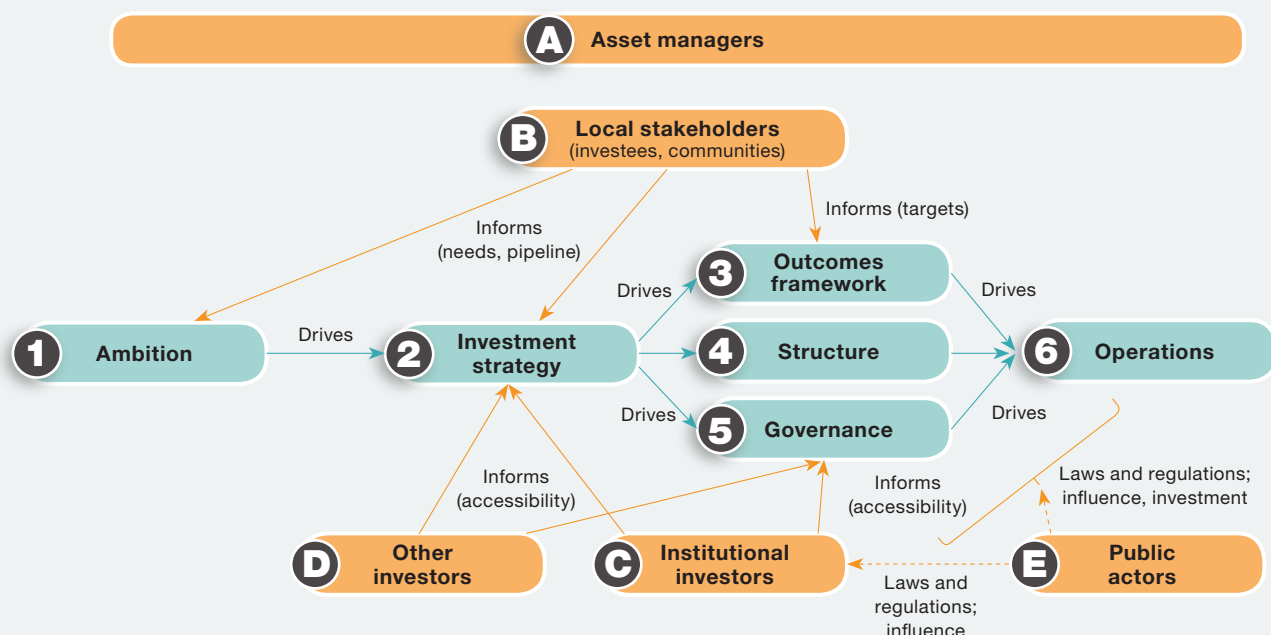 A Asset managers
B Local stakeholders
(investees, communities)
Informs (targets)
Informs
(needs, pipeline)
3 Outcomes
framework
Drives
Drives
Drives
1 Ambition
2 Investment
strategy
4 Structure
6 Operations
Drives
Drives
5 Governance
Informs
(accessibility)
Informs
(accessibility)
Laws and regulations;
influence, investment
D Other
investors
C Institutional
investors
E Public
actors
Laws and
regulations;
influence